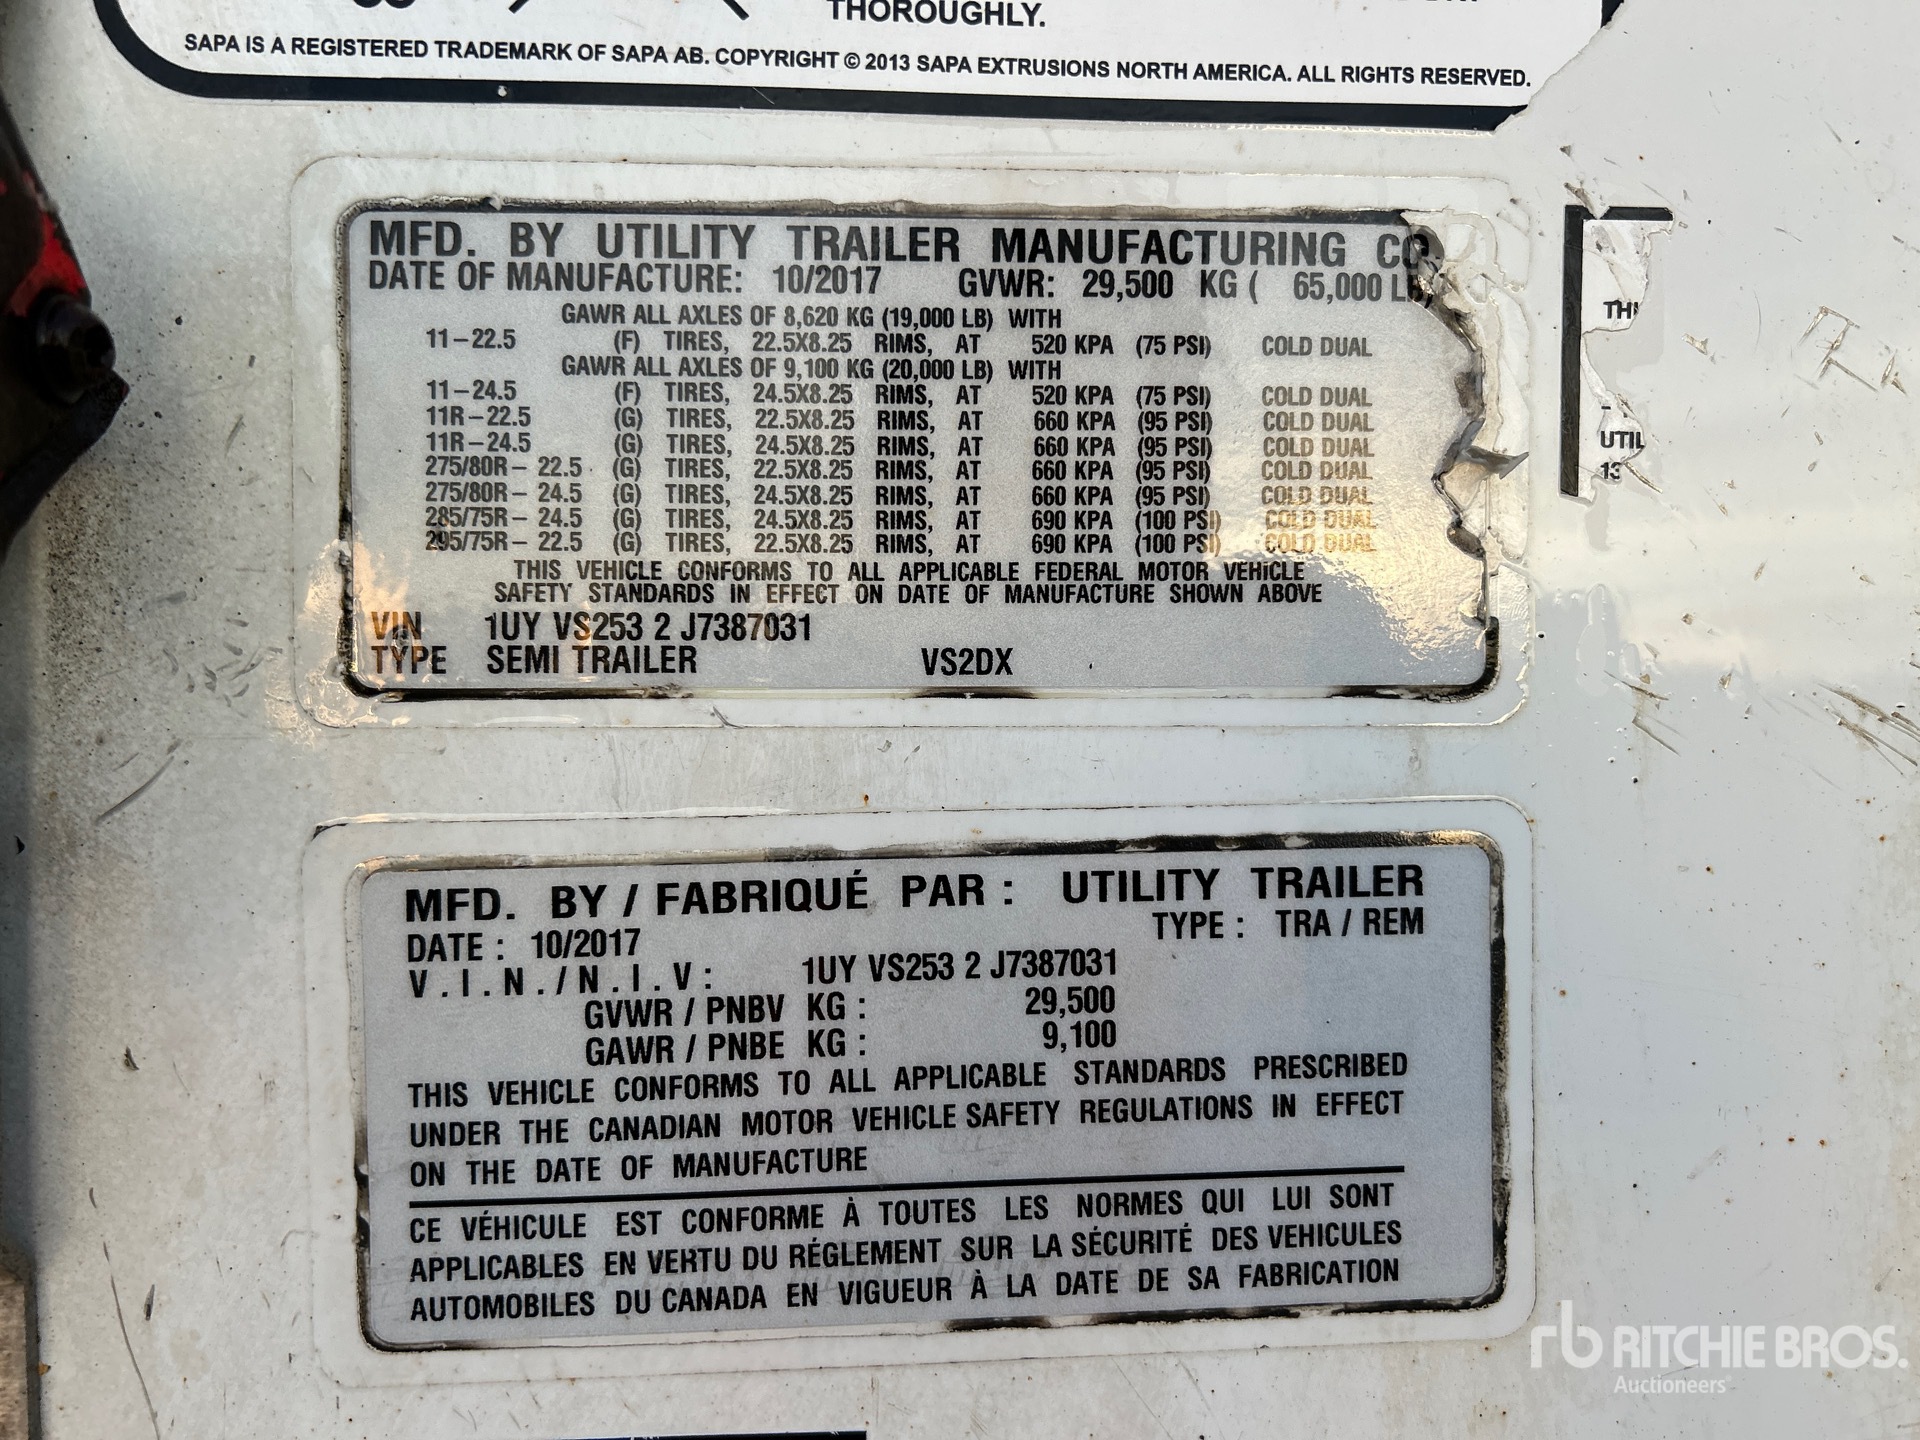 THOROUGHLY.
SAPA IS A REGISTERED TRADEMARK OF SAPA AB. COPYRIGHT © 2013 SAPA EXTRUSIONS NORTH AMERICA. ALL RIGHTS RESERVED.
MFD. BY UTILITY TRAILER MANUFACTURING CO.
DATE OF MANUFACTURE: 10/2017 GVWR: 29,500 KG ( 65,000 LB)
GAWR ALL AXLES OF 8,620 KG (19,000 LB) WITH
11-22.5 (F) TIRES, 22.5X8.25 RIMS, AT 520 KPA (75 PSI) COLD DUAL
GAWR ALL AXLES OF 9,100 KG (20,000 LB) WITH
11-24.5 (F) TIRES, 24.5X8.25 RIMS, AT 520 KPA (75 PSI) COLD DUAL
11R-22.5 (G) TIRES, 22.5X8.25 RIMS, AT 660 KPA (95 PSI) COLD DUAL
11R-24.5 (G) TIRES, 24.5X8.25 RIMS, AT 660 KPA (95 PSI) COLD DUAL
275/80R- 22.5 (G) TIRES, 22.5X8.25 RIMS, AT 660 KPA (95 PSI) COLD DUAL
275/80R- 24.5 (G) TIRES, 24.5X8.25 RIMS, AT 660 KPA (95 PSI) COLD DUAL
285/75R- 24.5 (G) TIRES, 24.5X8.25 RIMS, AT 690 KPA (100 PSI) COLD DUAL
295/75R- 22.5 (G) TIRES, 22.5X8.25 RIMS, AT 690 KPA (100 PSI) COLD DUAL
THIS VEHICLE CONFORMS TO ALL APPLICABLE FEDERAL MOTOR VEHICLE
SAFETY STANDARDS IN EFFECT ON DATE OF MANUFACTURE SHOWN ABOVE
VIN 1UY VS253 2 J7387031
TYPE SEMI TRAILER VS2DX
THI
UTIL
13
MFD. BY / FABRIQUÉ PAR : UTILITY TRAILER
DATE : 10/2017 TYPE : TRA / REM
V.I.N./N.I.V: 1UY VS253 2 J7387031
GVWR / PNBV KG : 29,500
GAWR / PNBE KG : 9,100
THIS VEHICLE CONFORMS TO ALL APPLICABLE STANDARDS PRESCRIBED
UNDER THE CANADIAN MOTOR VEHICLE SAFETY REGULATIONS IN EFFECT
ON THE DATE OF MANUFACTURE
CE VÉHICULE EST CONFORME À TOUTES LES NORMES QUI LUI SONT
APPLICABLES EN VERTU DU RÉGLEMENT SUR LA SÉCURITÉ DES VEHICULES
AUTOMOBILES DU CANADA EN VIGUEUR À LA DATE DE SA FABRICATION
rb RITCHIE BROS.
Auctioneers